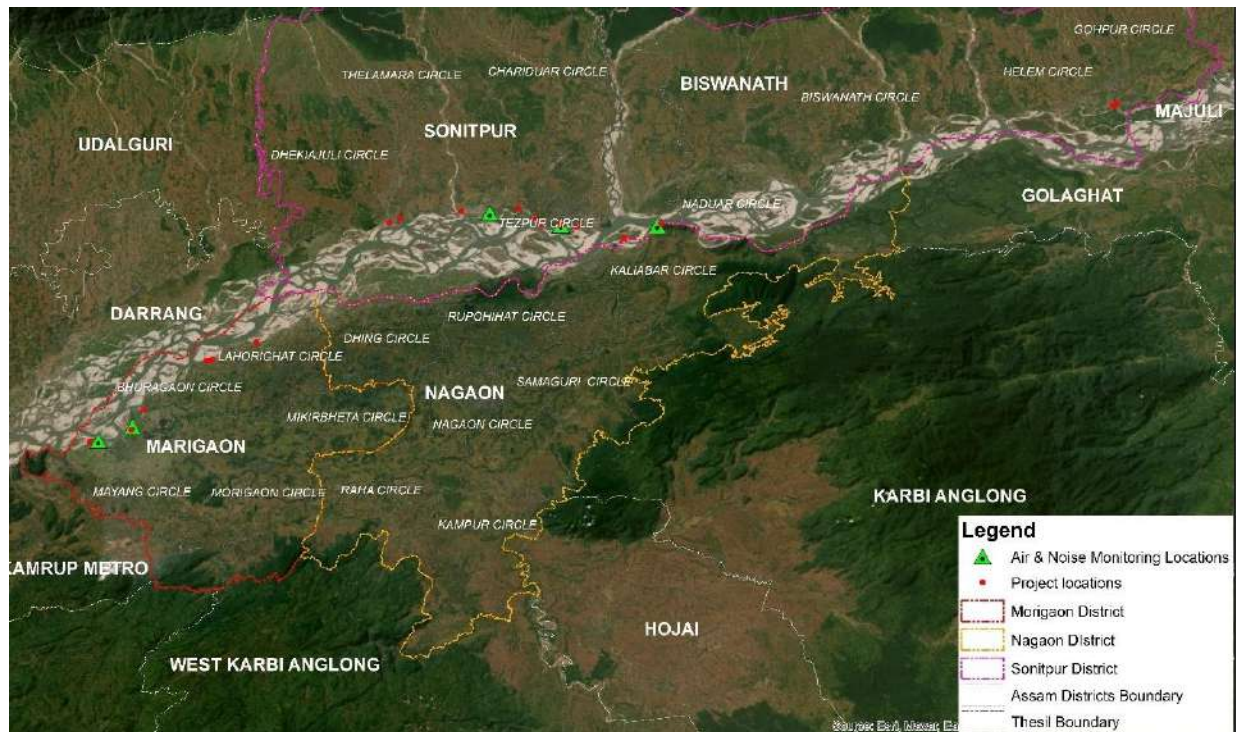 GOHPUR CIRCLE
THELAMARA CIRCLE
CHARIDUAR CIRCLE
HELEM CIRCLE
BISWANATH
BISWANATH CIRCLE
MAJULI
SONITPUR
UDALGURI
DHEKIAJULI CIRCLE
GOLAGHAT
NADUAR CIRCLE
TEZPUR CIRCLE
KALIABAR CIRCLE
DARRANG
RUPOHIHAT CIRCLE
DHING CIRCLE
LAHORIGHAT CIRCLE
BHURAGAON CIRCLE
SAMAGURI CIRCLE
NAGAON
MIKIRBHETA CIRCLE
NAGAON CIRCLE
MARIGAON
MAYANG CIRCLE
MORIGAON CIRCLE
RAHA CIRCLE
KARBI ANGLONG
KAMPUR CIRCLE
KAMRUP METRO
HOJAI
WEST KARBI ANGLONG
Legend
Air & Noise Monitoring Locations
Project locations
Morigaon District
Nagaon District
Sonitpur District
Assam Districts Boundary
Thesil Boundary
Source: Esri, Maxar,